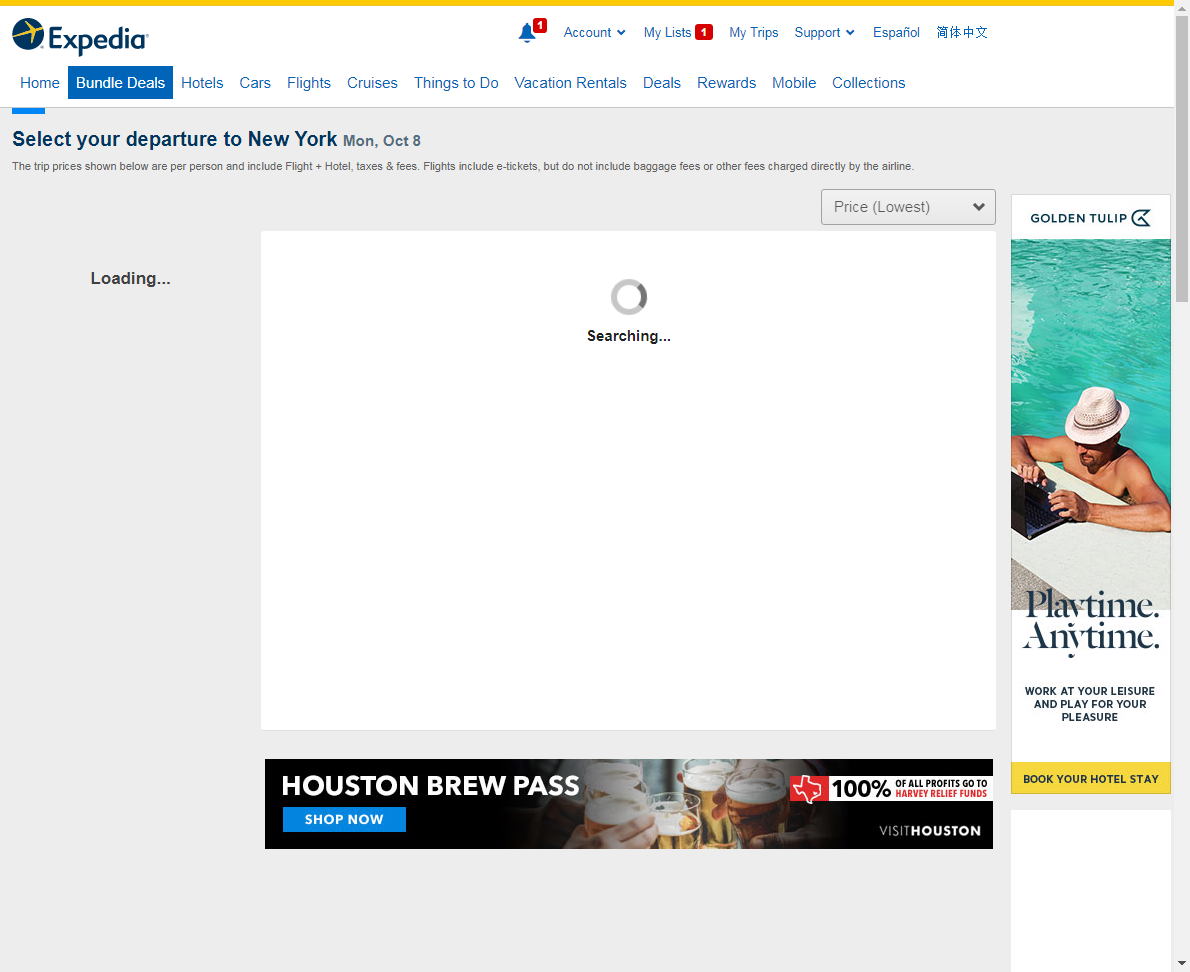 Expedia
1
Account
My Lists 1
My Trips
Support
Español
简体中文
Home
Bundle Deals
Hotels
Cars
Flights
Cruises
Things to Do
Vacation Rentals
Deals
Rewards
Mobile
Collections
Select your departure to New York Mon, Oct 8
The trip prices shown below are per person and include Flight + Hotel, taxes & fees. Flights include e-tickets, but do not include baggage fees or other fees charged directly by the airline.
Price (Lowest)
Loading...
Searching...
GOLDEN TULIP
Playtime.
Anytime.
WORK AT YOUR LEISURE
AND PLAY FOR YOUR
PLEASURE
BOOK YOUR HOTEL STAY
HOUSTON BREW PASS
SHOP NOW
100% OF ALL PROFITS GO TO
HARVEY RELIEF FUNDS
VISITHOUSTON